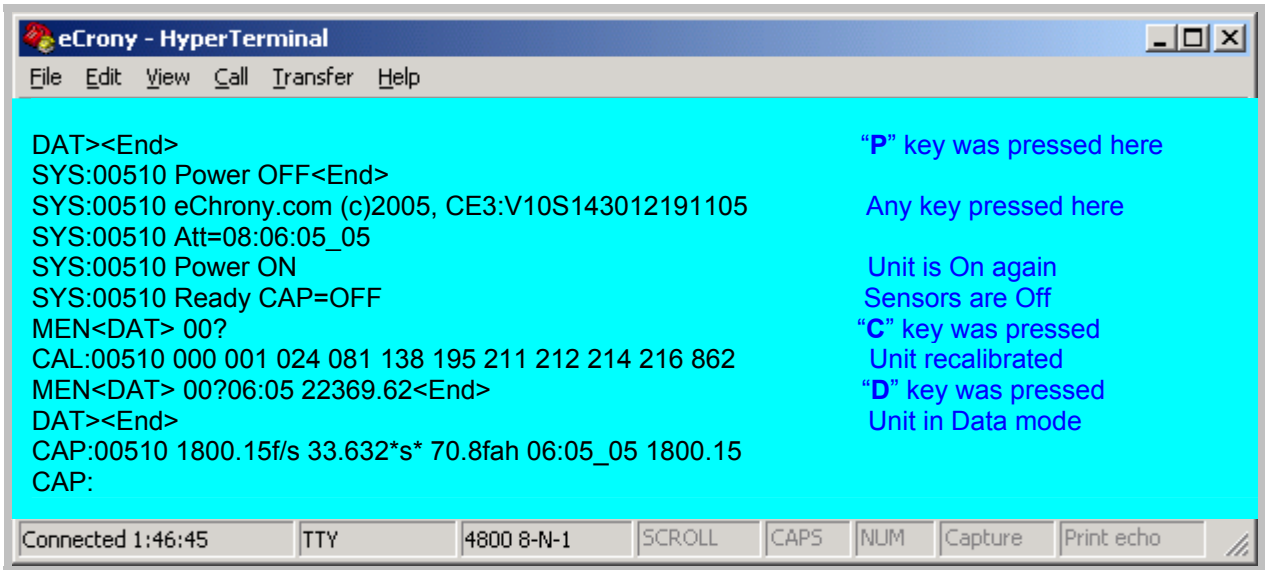 eCrony - HyperTerminal
File Edit View Call Transfer Help
DAT><End> “P” key was pressed here
SYS:00510 Power OFF<End>
SYS:00510 eChrony.com (c)2005, CE3:V10S143012191105 Any key pressed here
SYS:00510 Att=08:06:05_05
SYS:00510 Power ON Unit is On again
SYS:00510 Ready CAP=OFF Sensors are Off
MEN<DAT> 00? “C” key was pressed
CAL:00510 000 001 024 081 138 195 211 212 214 216 862 Unit recalibrated
MEN<DAT> 00?06:05 22369.62<End> “D” key was pressed
DAT><End> Unit in Data mode
CAP:00510 1800.15f/s 33.632*s* 70.8fah 06:05_05 1800.15
CAP:
Connected 1:46:45 TTY 4800 8-N-1 SCROLL CAPS NUM Capture Print echo